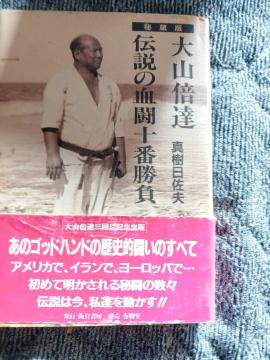 秘蔵版
大山倍達
伝説の血闘十番勝負
真樹日佐夫
大山倍達三回忌記念出版
あのゴッドハンドの歴史的闘いのすべて
アメリカで、イランで、ヨーロッパで…
初めて明かされる秘闘の数々
伝説は今、私達を動かす!!